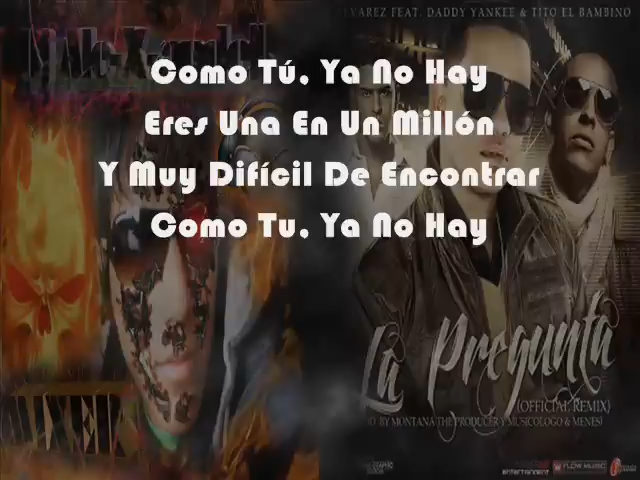 LVAREZ FEAT. DADDY YANKEE & TITO EL BAMBINO
Como Tú, Ya No Hay
Eres Una En Un Millón
Y Muy Difícil De Encontrar
Como Tu, Ya No Hay
La Pregunta
(OFFICIAL REMIX)
BY MONTANA THE PRODUCER Y MUSICOLOGO & MENES)
FLOW MUSIC